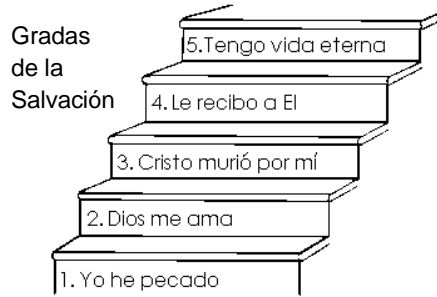 Gradas
de la
Salvación
5.Tengo vida eterna
4. Le recibo a El
3. Cristo murió por mí
2. Dios me ama
1. Yo he pecado